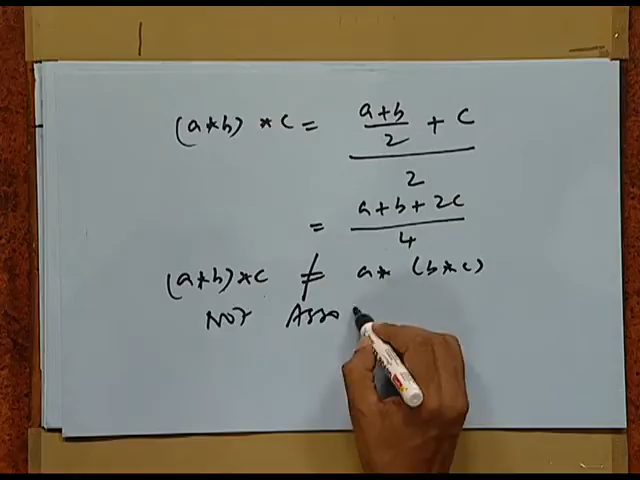 (a*b) *c = ((a+b)/2 + c)/2
= (a+b+2c)/4
(a*b)*c ≠ a* (b*c)
NOT Asso